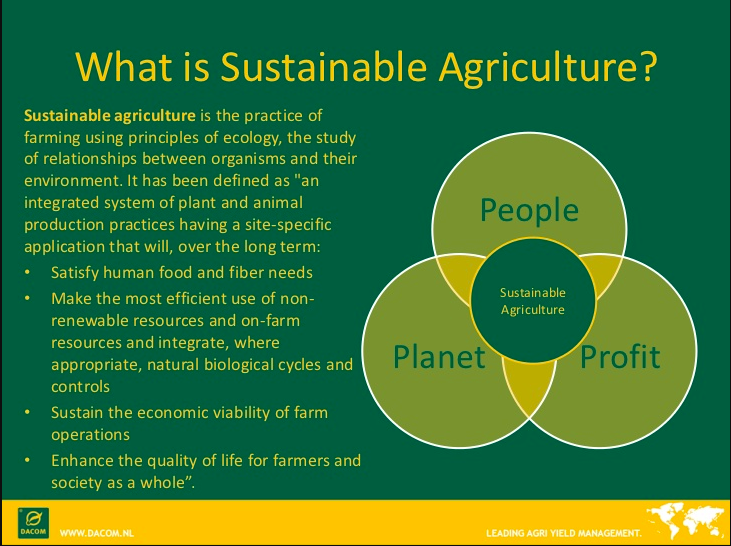 What is Sustainable Agriculture?
Sustainable agriculture is the practice of
farming using principles of ecology, the study
of relationships between organisms and their
environment. It has been defined as "an
integrated system of plant and animal
production practices having a site-specific
application that will, over the long term:
• Satisfy human food and fiber needs
• Make the most efficient use of non-
renewable resources and on-farm
resources and integrate, where
appropriate, natural biological cycles and
controls
• Sustain the economic viability of farm
operations
• Enhance the quality of life for farmers and
society as a whole”.
People
Sustainable
Agriculture
Planet
Profit
DACOM
WWW.DACOM.NL
LEADING AGRI YIELD MANAGEMENT.